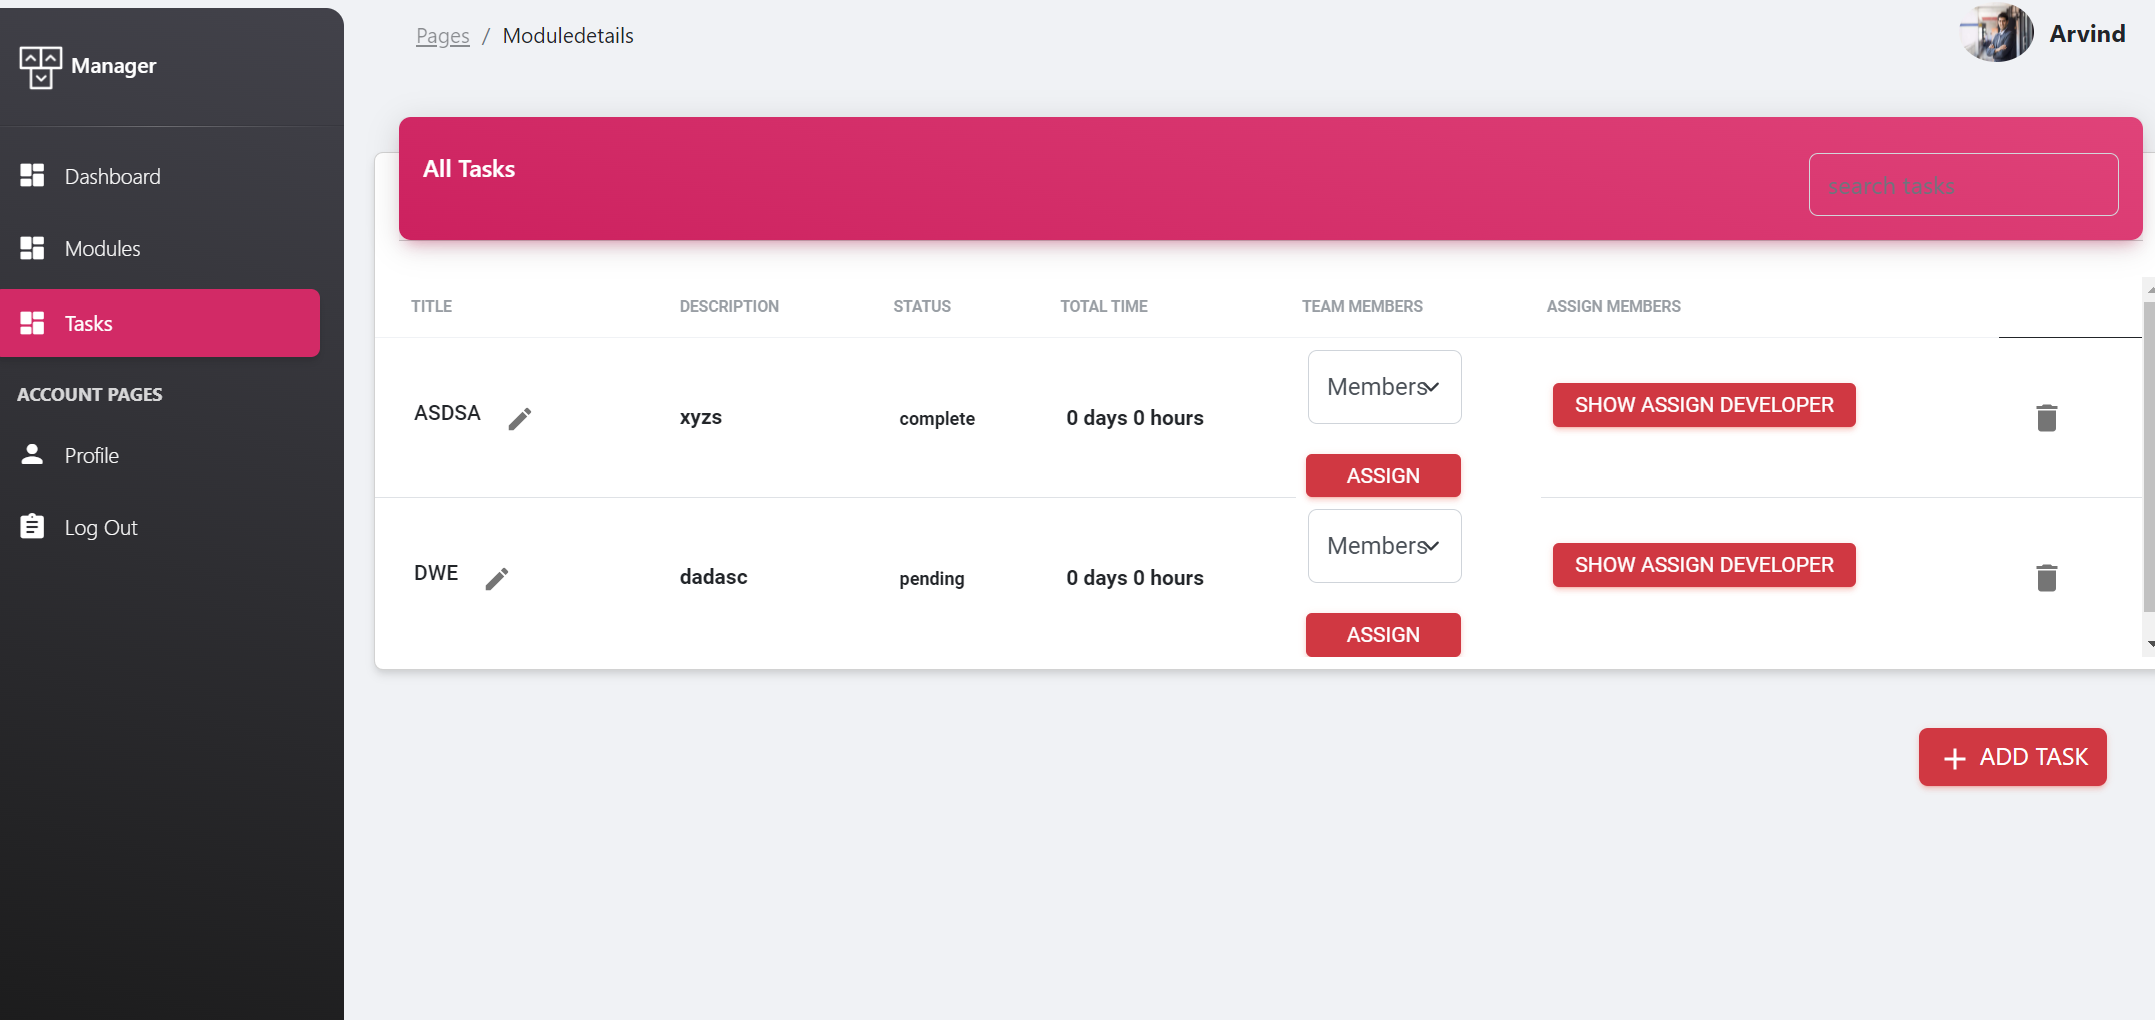 Manager
Dashboard
Modules
Tasks
ACCOUNT PAGES
Profile
Log Out
Pages / Moduledetails
Arvind
All Tasks
search tasks
TITLE DESCRIPTION STATUS TOTAL TIME TEAM MEMBERS ASSIGN MEMBERS
ASDSA xyzs complete 0 days 0 hours Members SHOW ASSIGN DEVELOPER
ASSIGN
DWE dadasc pending 0 days 0 hours Members SHOW ASSIGN DEVELOPER
ASSIGN
+ ADD TASK